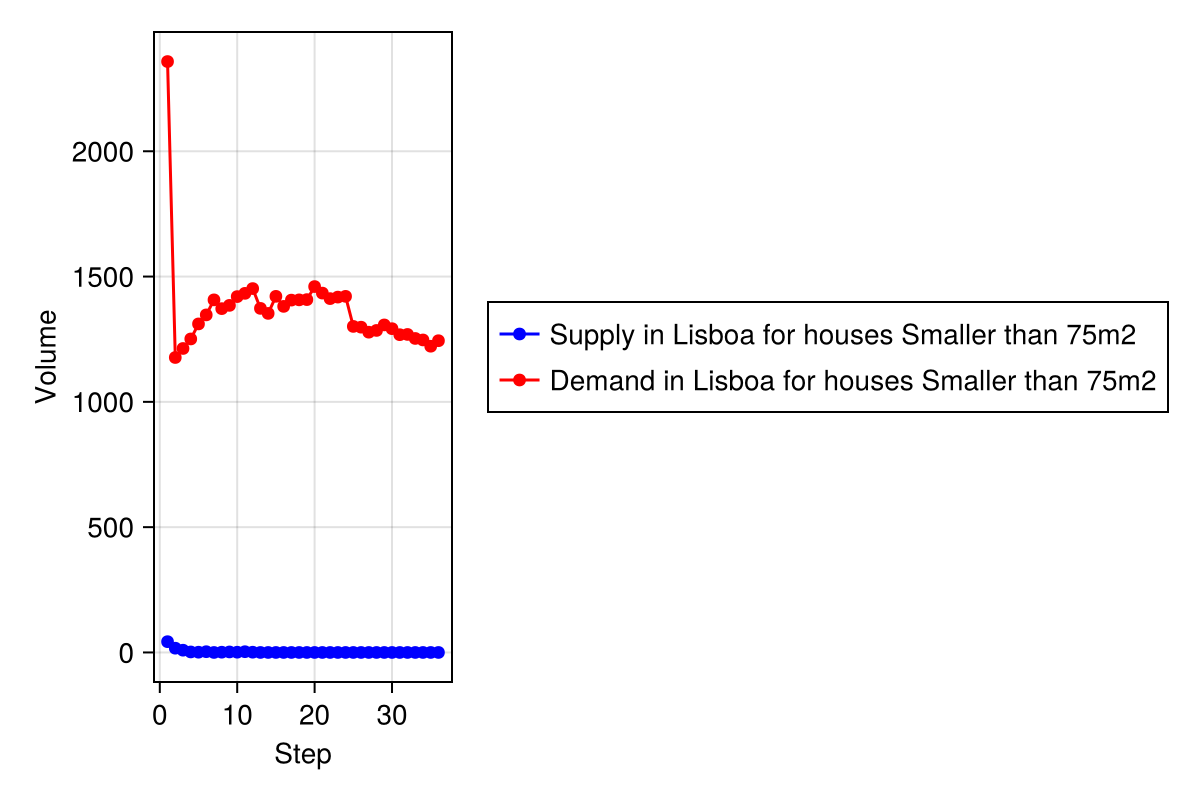 2000
1500
1000
500
0
Volume
0 10 20 30
Step
Supply in Lisboa for houses Smaller than 75m2
Demand in Lisboa for houses Smaller than 75m2